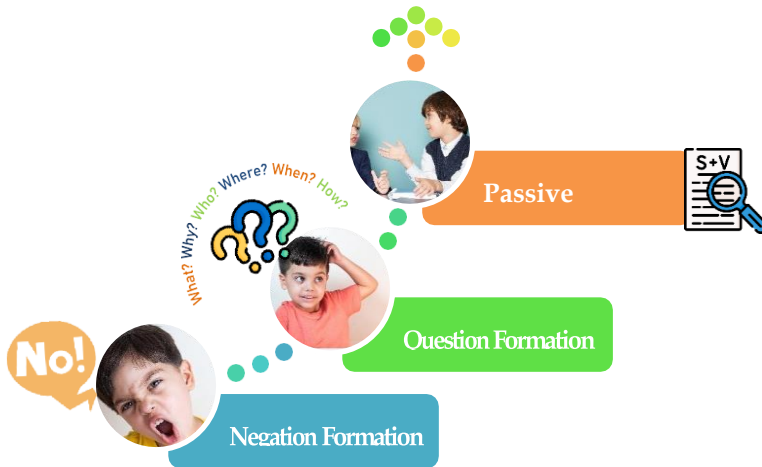 S+V
Passive
What? Why? Who? Where? When? How?
Question Formation
No!
Negation Formation